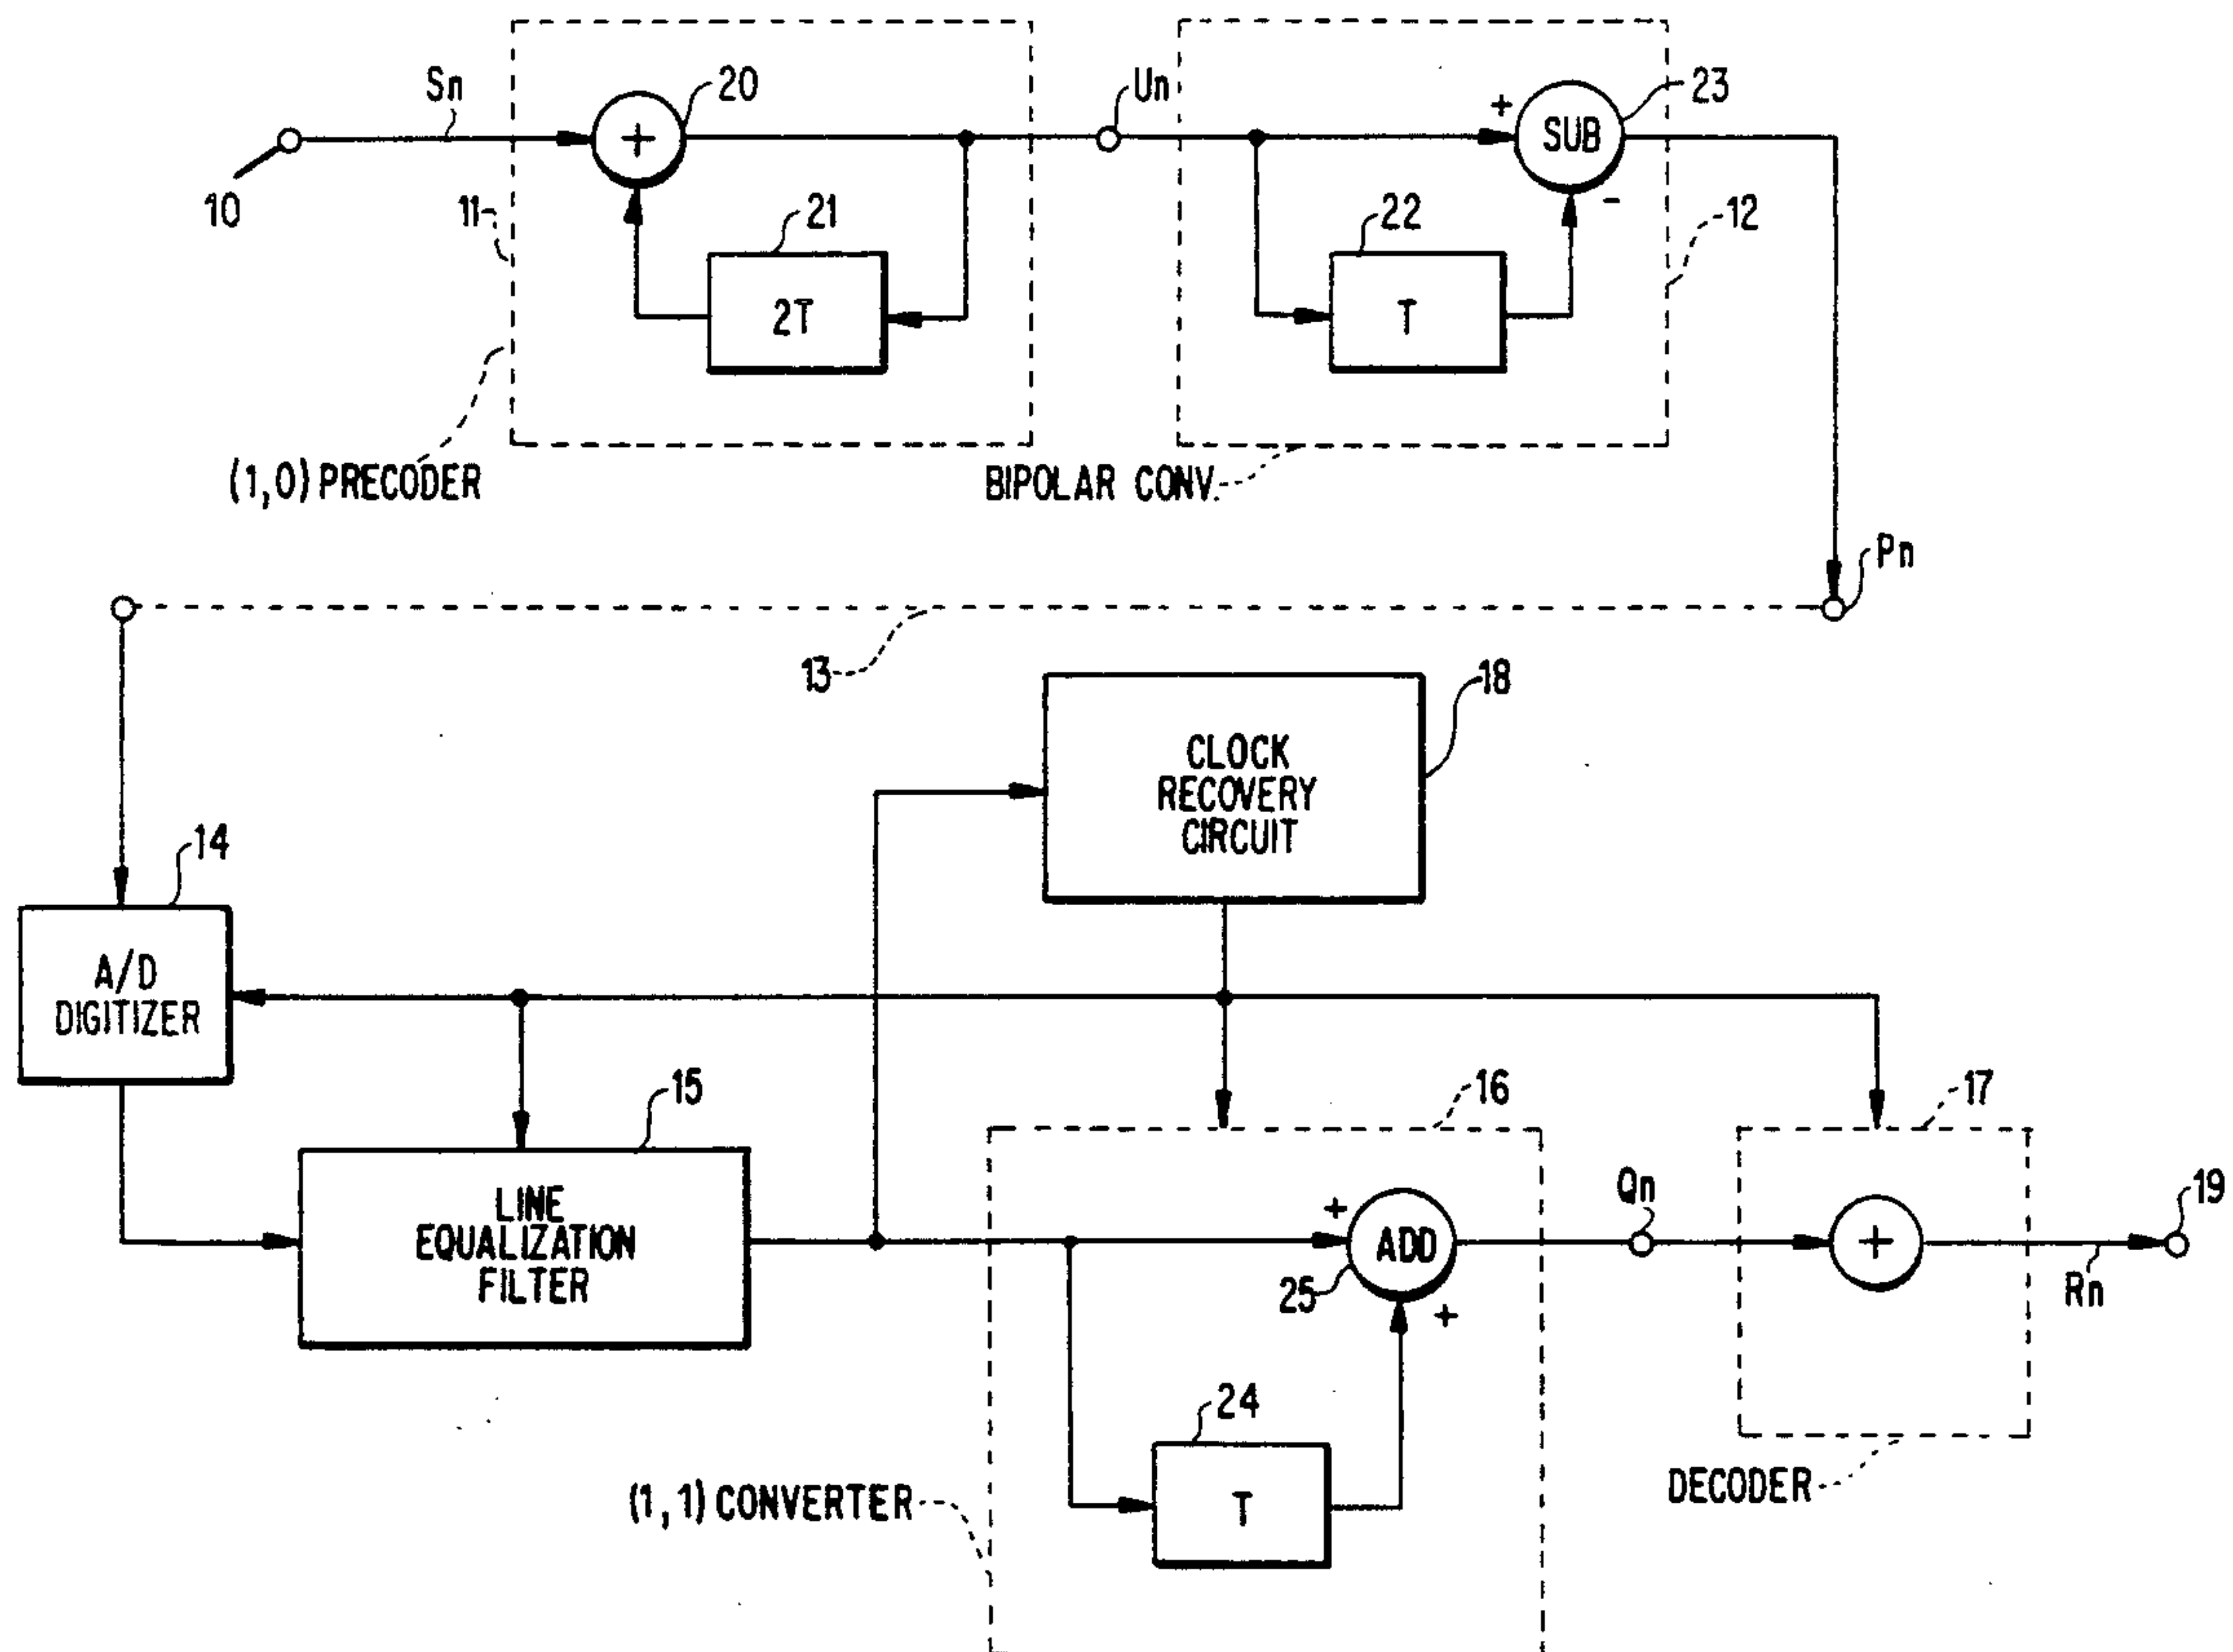 Sn
20
Un
+
SUB
23
10
+
11
21
2T
22
T
-
12
(1,0) PRECODER
BIPOLAR CONV.
Pn
13
18
CLOCK
RECOVERY
CIRCUIT
14
A/D
DIGITIZER
15
16
17
LINE
EQUALIZATION
FILTER
+
ADD
25
+
Qn
+
19
Rn
24
T
(1,1) CONVERTER
DECODER